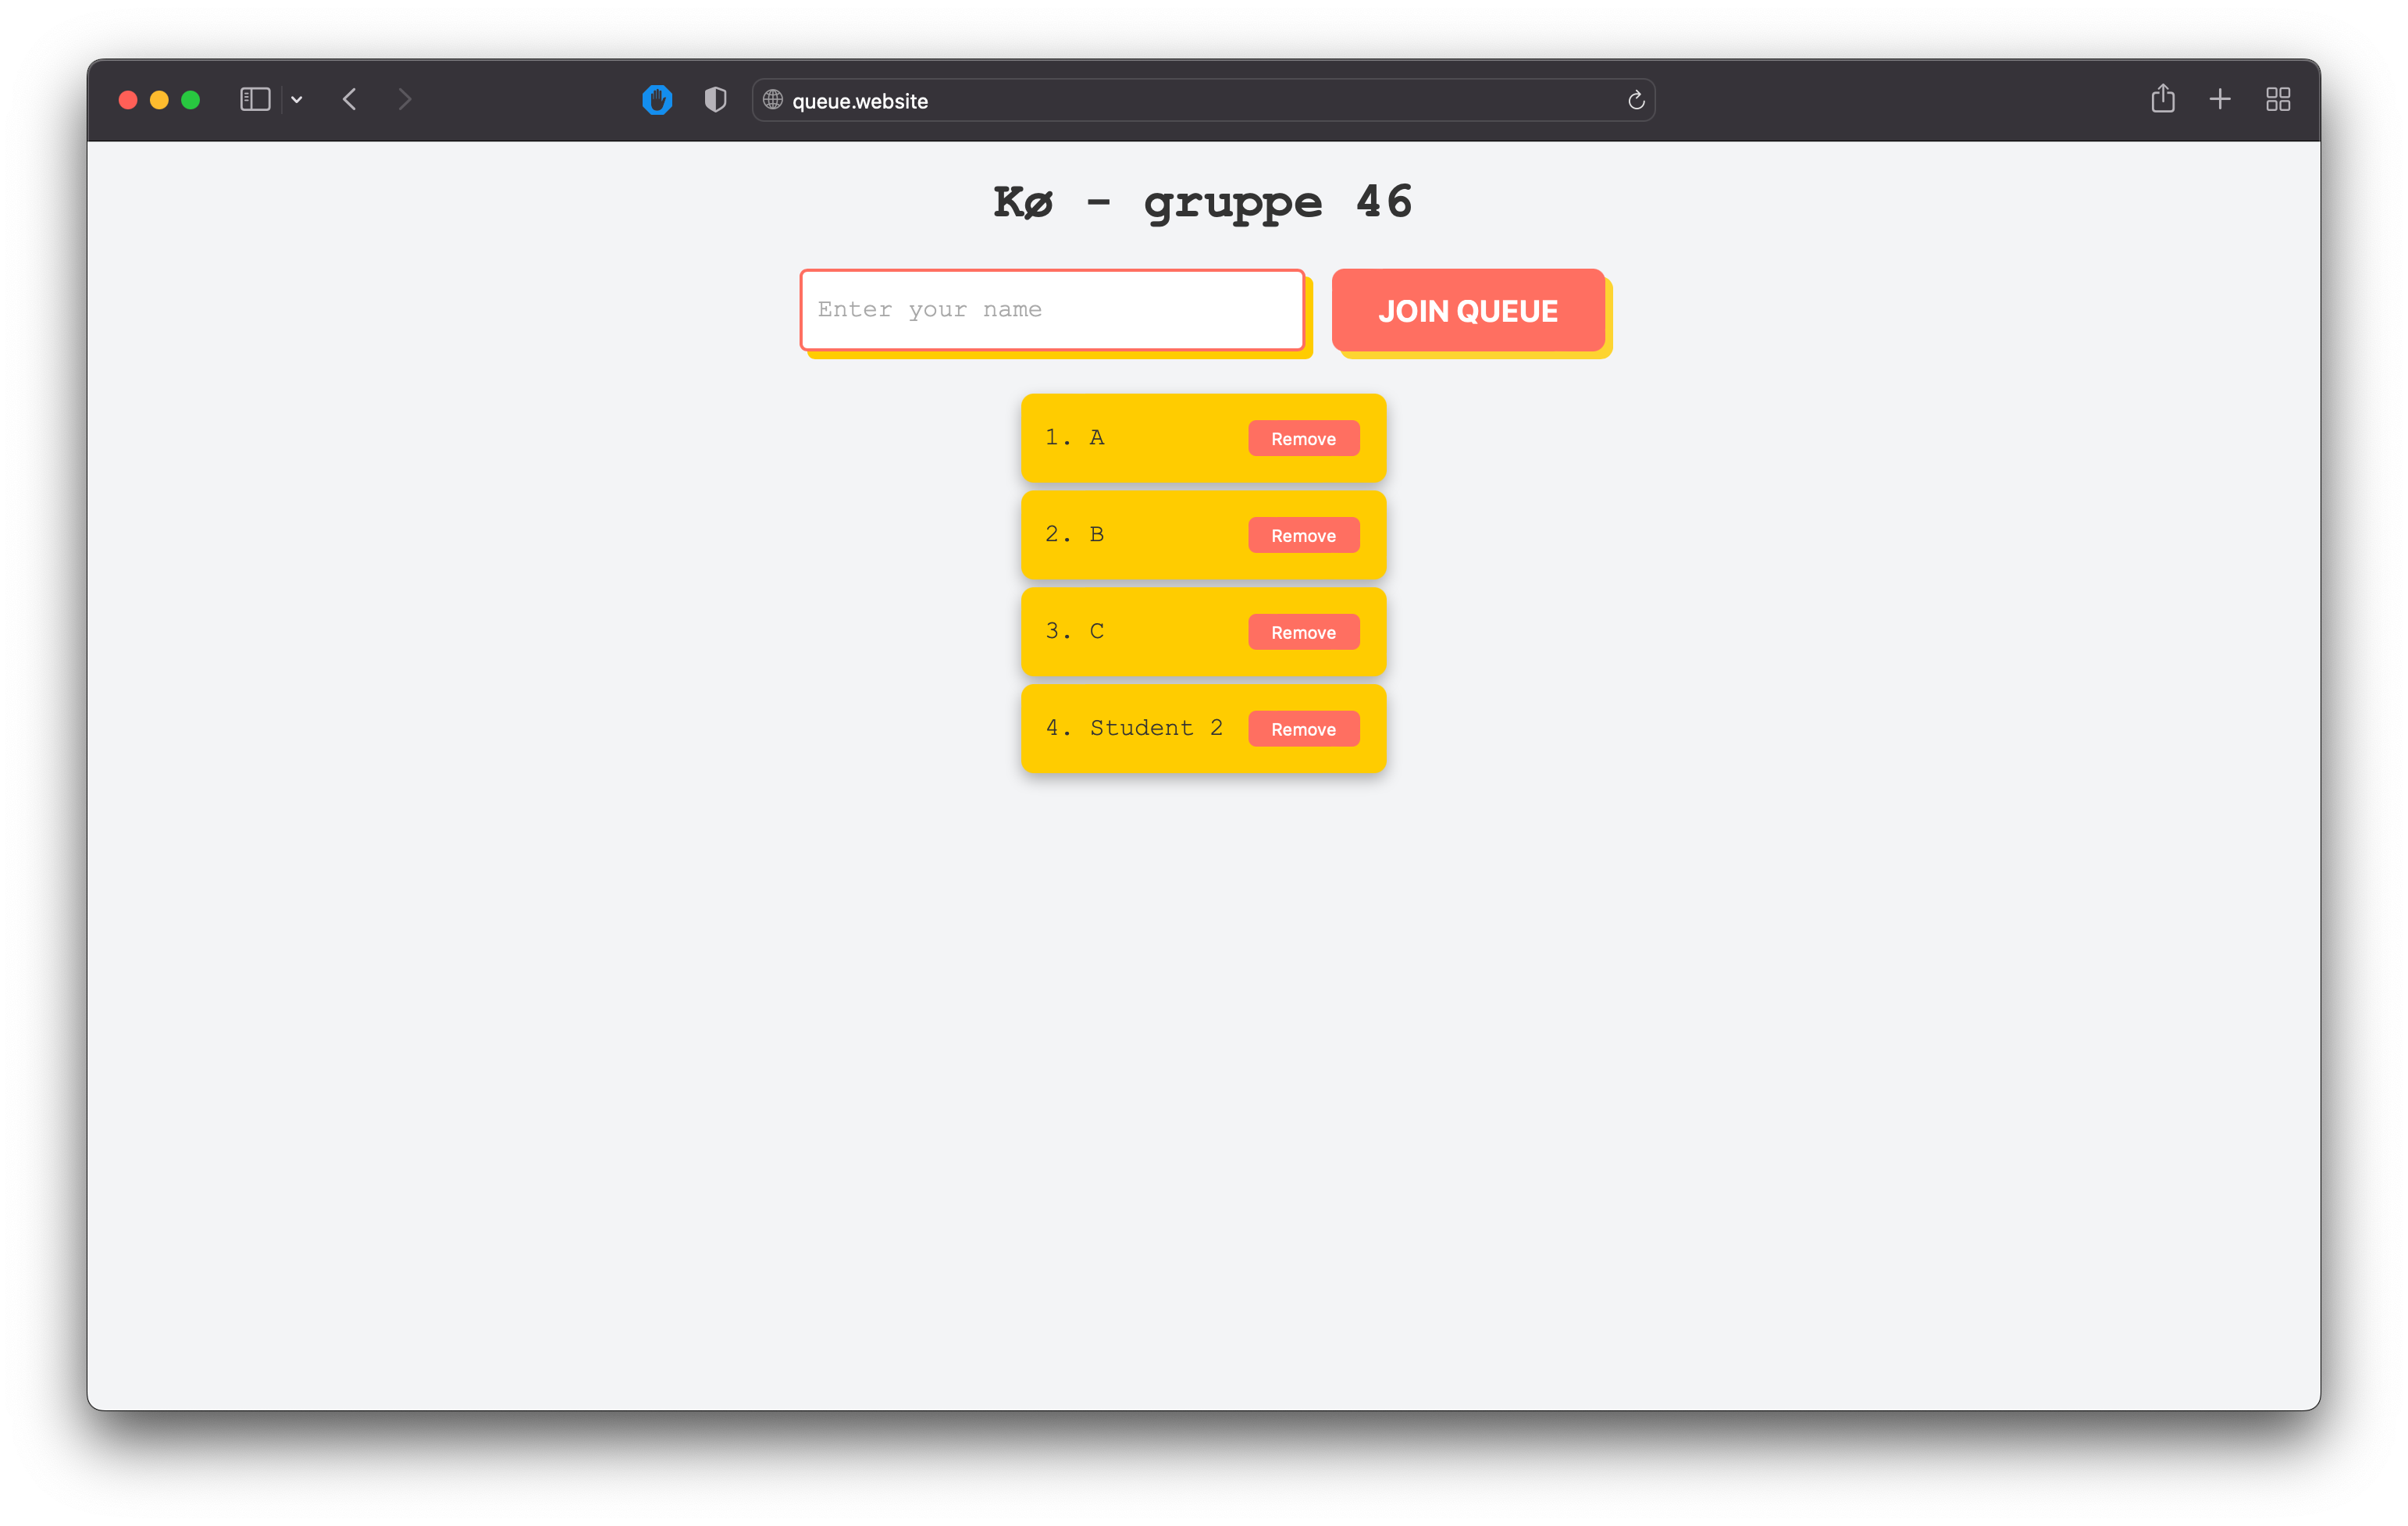 queue.website
Kø - gruppe 46
Enter your name
JOIN QUEUE
1. A
Remove
2. B
Remove
3. C
Remove
4. Student 2
Remove